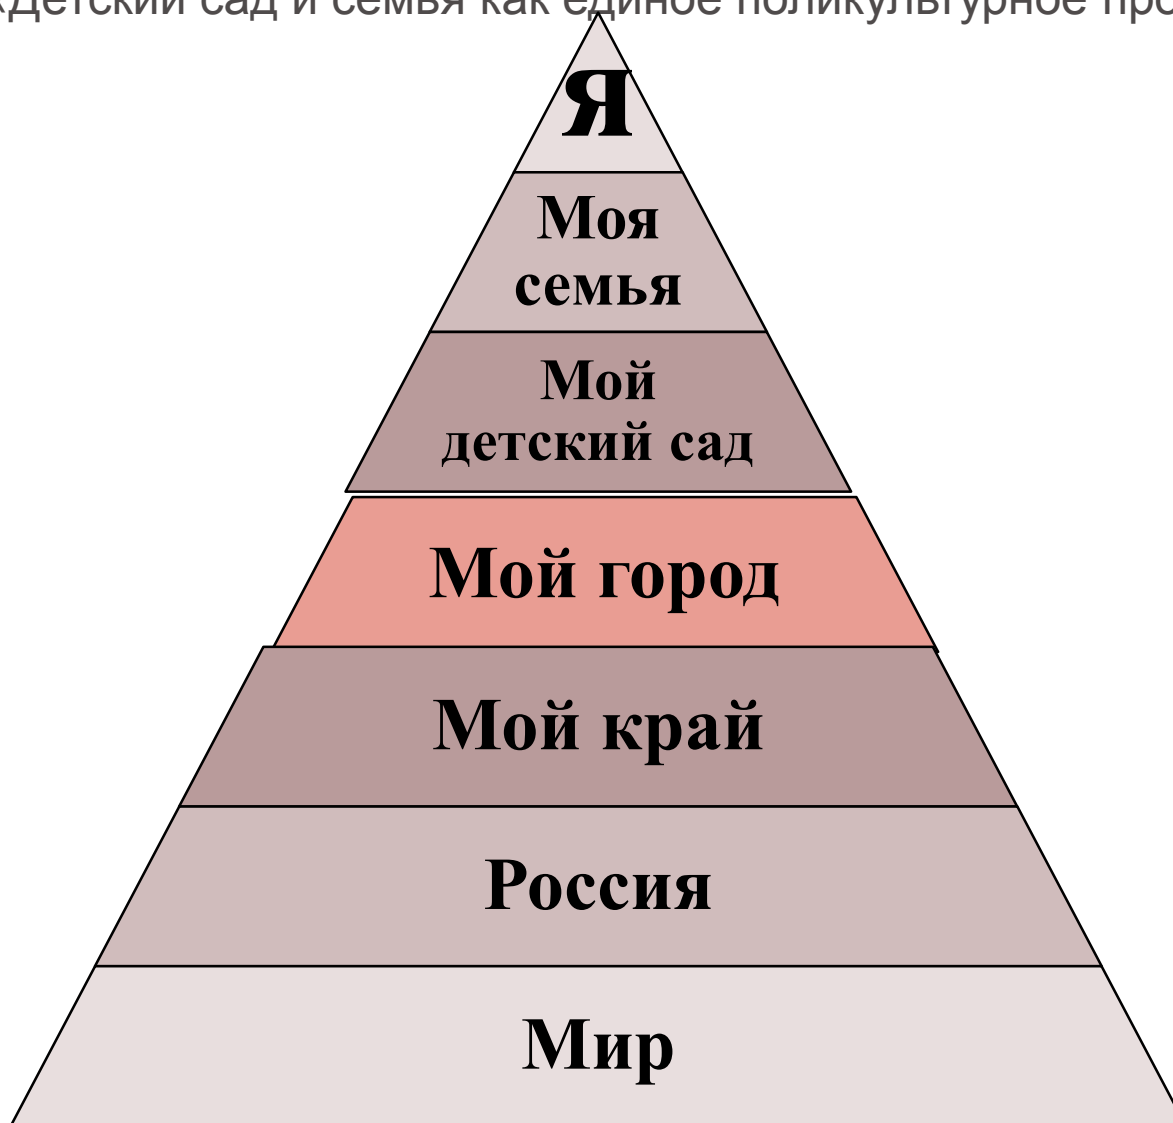 «Детский сад и семья как единое поликультурное
Я
Моя
семья
Мой
детский сад
Мой город
Мой край
Россия
Мир